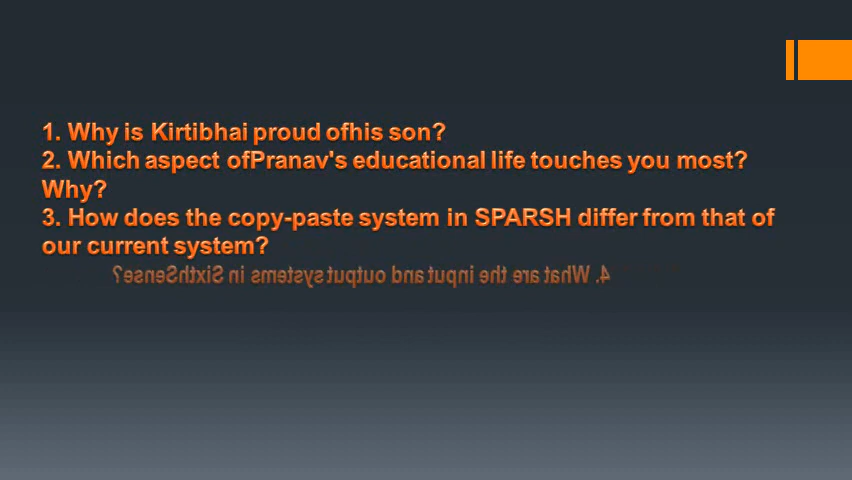 1. Why is Kirtibhai proud ofhis son?
2. Which aspect ofPranav's educational life touches you most?
Why?
3. How does the copy-paste system in SPARSH differ from that of
our current system?
4. What are the input and output systems in SixthSense?